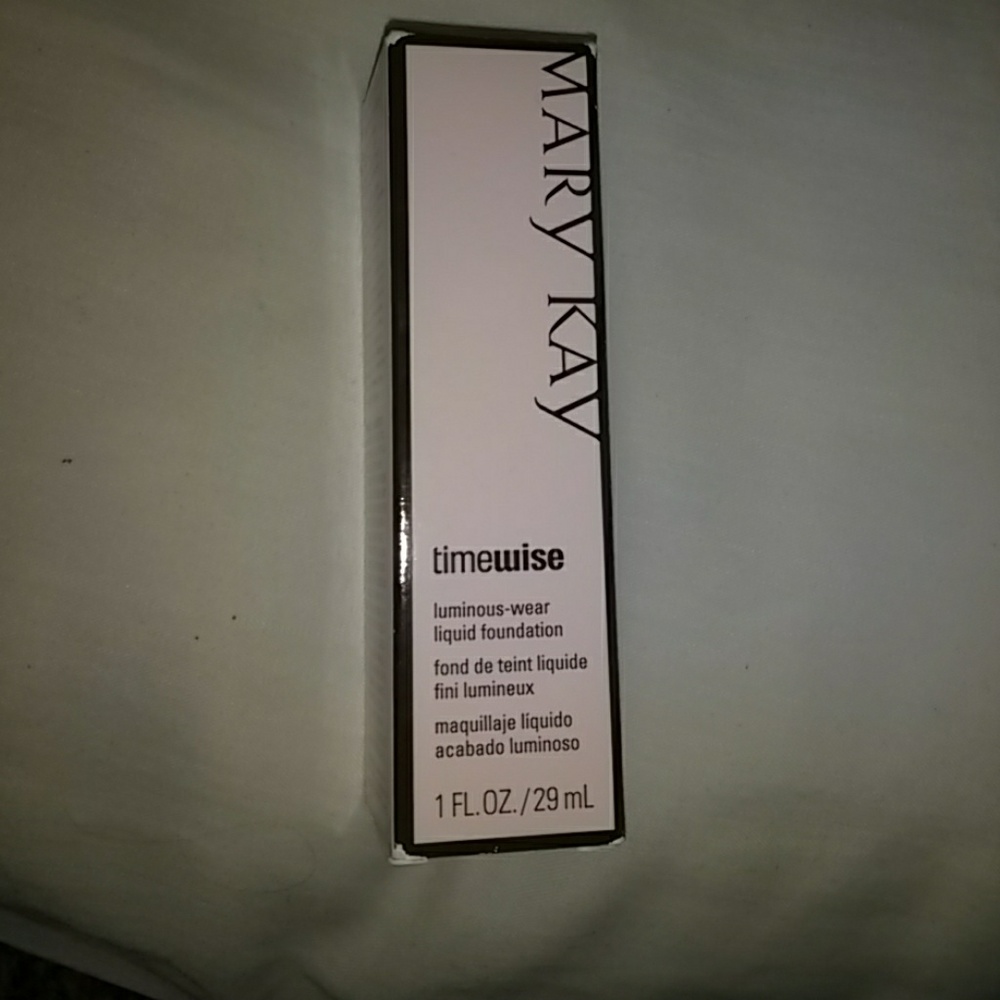 MARY KAY
timewise
luminous-wear
liquid foundation
fond de teint liquide
fini lumineux
maquillaje líquido
acabado luminoso
1 FL.OZ./29 mL